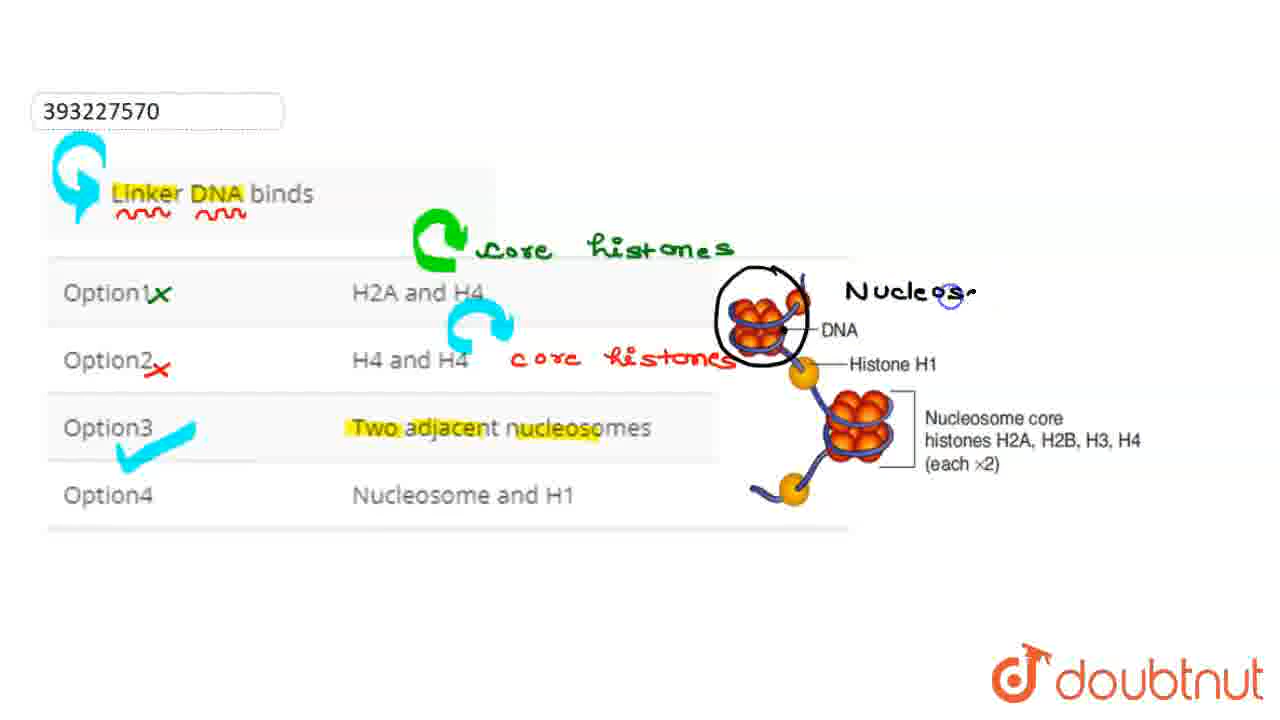 393227570
Linker DNA binds
core histones
Option1 H2A and H4
Nucleos
DNA
Option2 H4 and H4
core histones
Histone H1
Option3 Two adjacent nucleosomes
Nucleosome core
histones H2A, H2B, H3, H4
(each ×2)
Option4 Nucleosome and H1
doubtnut